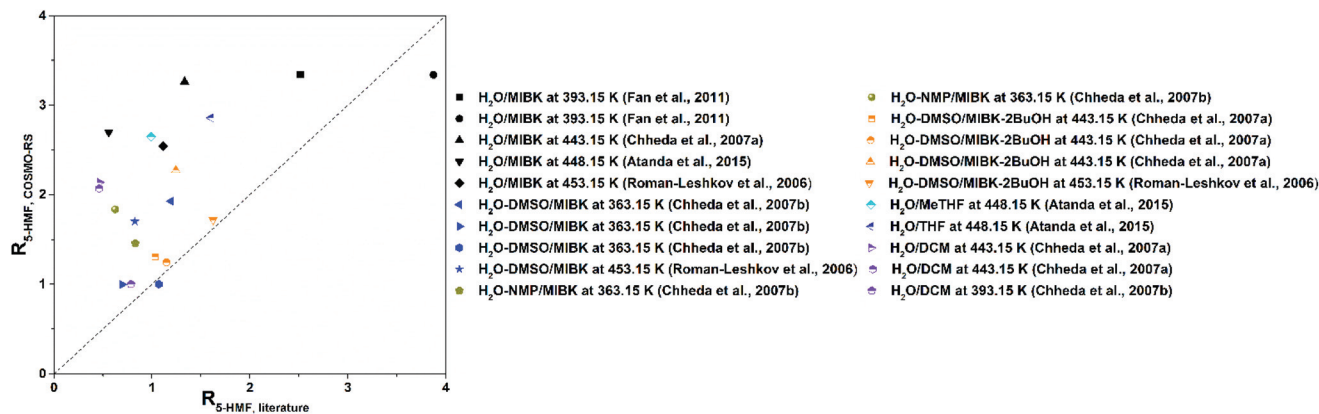 4
3
2
1
0
0
1
2
3
4
R5-HMF, COSMO-RS
R5-HMF, literature
H2O/MIBK at 393.15 K (Fan et al., 2011)
H2O/MIBK at 393.15 K (Fan et al., 2011)
H2O/MIBK at 443.15 K (Chheda et al., 2007a)
H2O/MIBK at 448.15 K (Atanda et al., 2015)
H2O/MIBK at 453.15 K (Roman-Leshkov et al., 2006)
H2O-DMSO/MIBK at 363.15 K (Chheda et al., 2007b)
H2O-DMSO/MIBK at 363.15 K (Chheda et al., 2007b)
H2O-DMSO/MIBK at 363.15 K (Chheda et al., 2007b)
H2O-DMSO/MIBK at 453.15 K (Roman-Leshkov et al., 2006)
H2O-NMP/MIBK at 363.15 K (Chheda et al., 2007b)
H2O-NMP/MIBK at 363.15 K (Chheda et al., 2007b)
H2O-DMSO/MIBK-2BuOH at 443.15 K (Chheda et al., 2007a)
H2O-DMSO/MIBK-2BuOH at 443.15 K (Chheda et al., 2007a)
H2O-DMSO/MIBK-2BuOH at 443.15 K (Chheda et al., 2007a)
H2O-DMSO/MIBK-2BuOH at 453.15 K (Roman-Leshkov et al., 2006)
H2O/MeTHF at 448.15 K (Atanda et al., 2015)
H2O/THF at 448.15 K (Atanda et al., 2015)
H2O/DCM at 443.15 K (Chheda et al., 2007a)
H2O/DCM at 443.15 K (Chheda et al., 2007a)
H2O/DCM at 393.15 K (Chheda et al., 2007b)